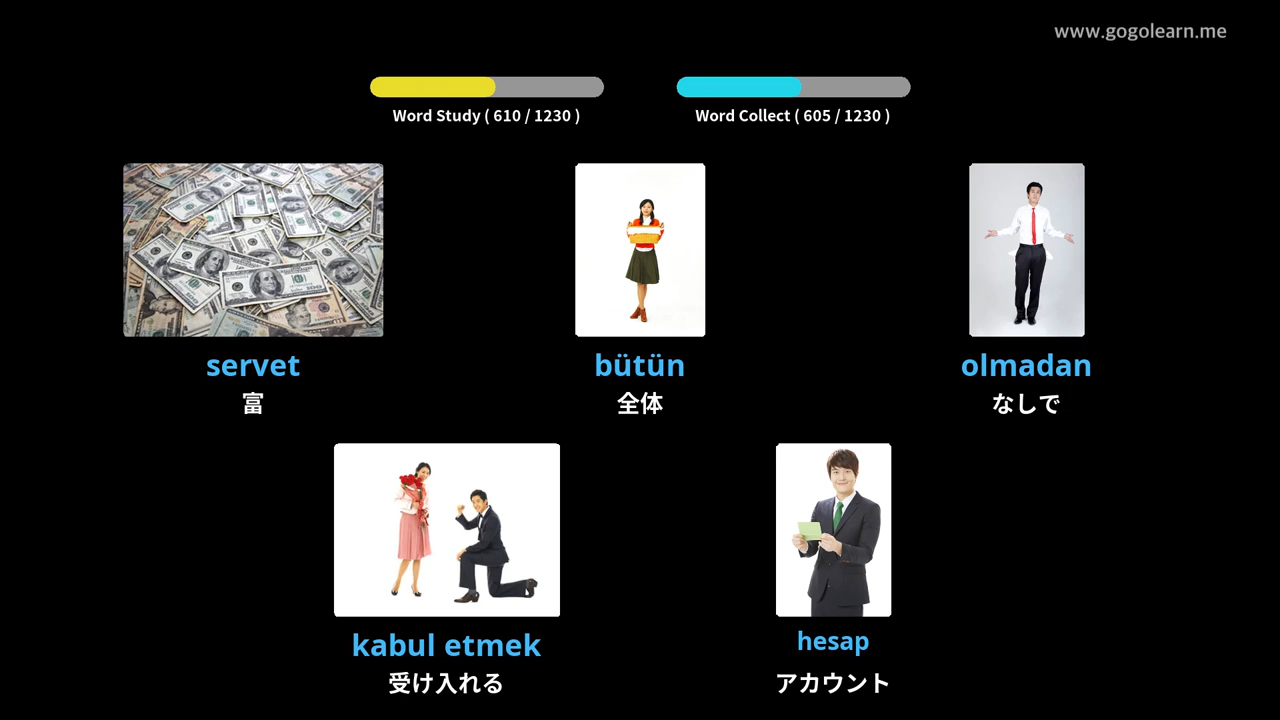 www.gogolearn.me
Word Study ( 610 / 1230 )
Word Collect ( 605 / 1230 )
servet
富
bütün
全体
olmadan
なしで
kabul etmek
受け入れる
hesap
アカウント